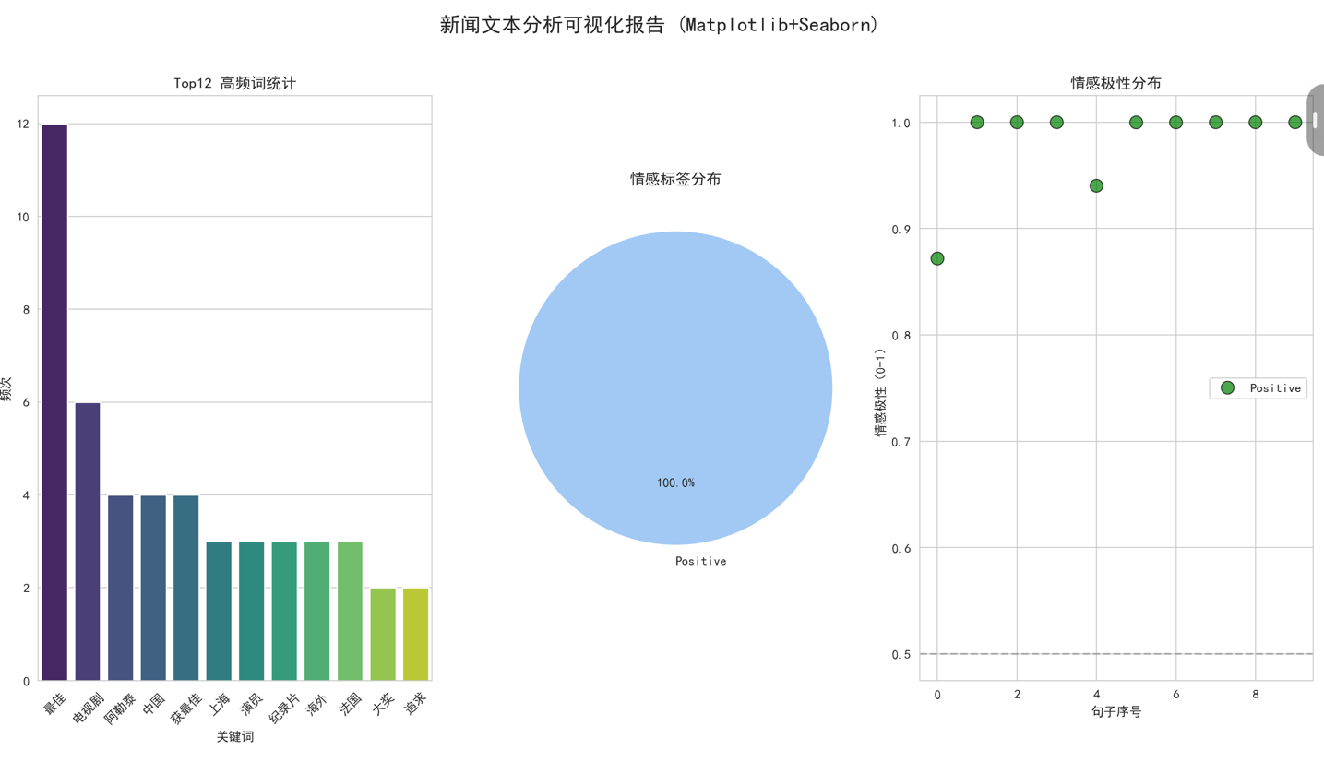 新闻文本分析可视化报告 (Matplotlib+Seaborn)
Top12 高频词统计
12
10
8
6
4
2
0
频次
最佳
电视剧
阿勒泰
中国
获最佳
上海
演员
纪录片
海外
法国
大奖
追求
关键词
情感标签分布
100.0%
Positive
情感极性分布
1.0
0.9
0.8
0.7
0.6
0.5
情感极性 (0-1)
Positive
0 2 4 6 8
句子序号